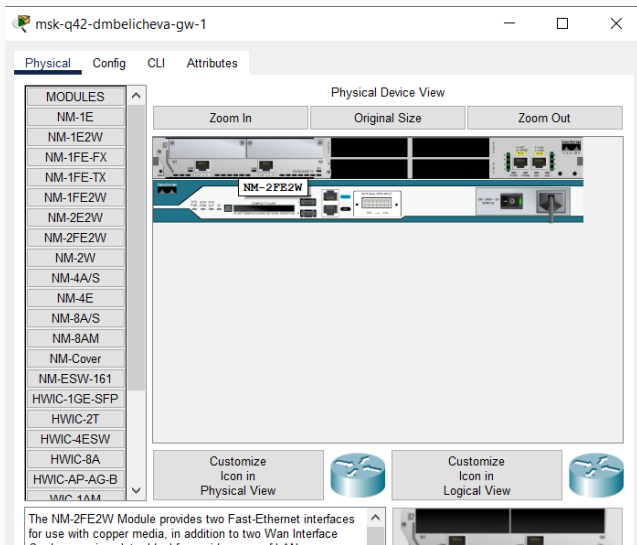 msk-q42-dmbelicheva-gw-1
Physical Config CLI Attributes
MODULES
NM-1E
NM-1E2W
NM-1FE-FX
NM-1FE-TX
NM-1FE2W
NM-2E2W
NM-2FE2W
NM-2W
NM-4A/S
NM-4E
NM-8A/S
NM-8AM
NM-Cover
NM-ESW-161
HWIC-1GE-SFP
HWIC-2T
HWIC-4ESW
HWIC-8A
HWIC-AP-AG-B
WIC-1AM
Physical Device View
Zoom In Original Size Zoom Out
NM-2FE2W
Customize
Icon in
Physical View
Customize
Icon in
Logical View
The NM-2FE2W Module provides two Fast-Ethernet interfaces
for use with copper media, in addition to two Wan Interface